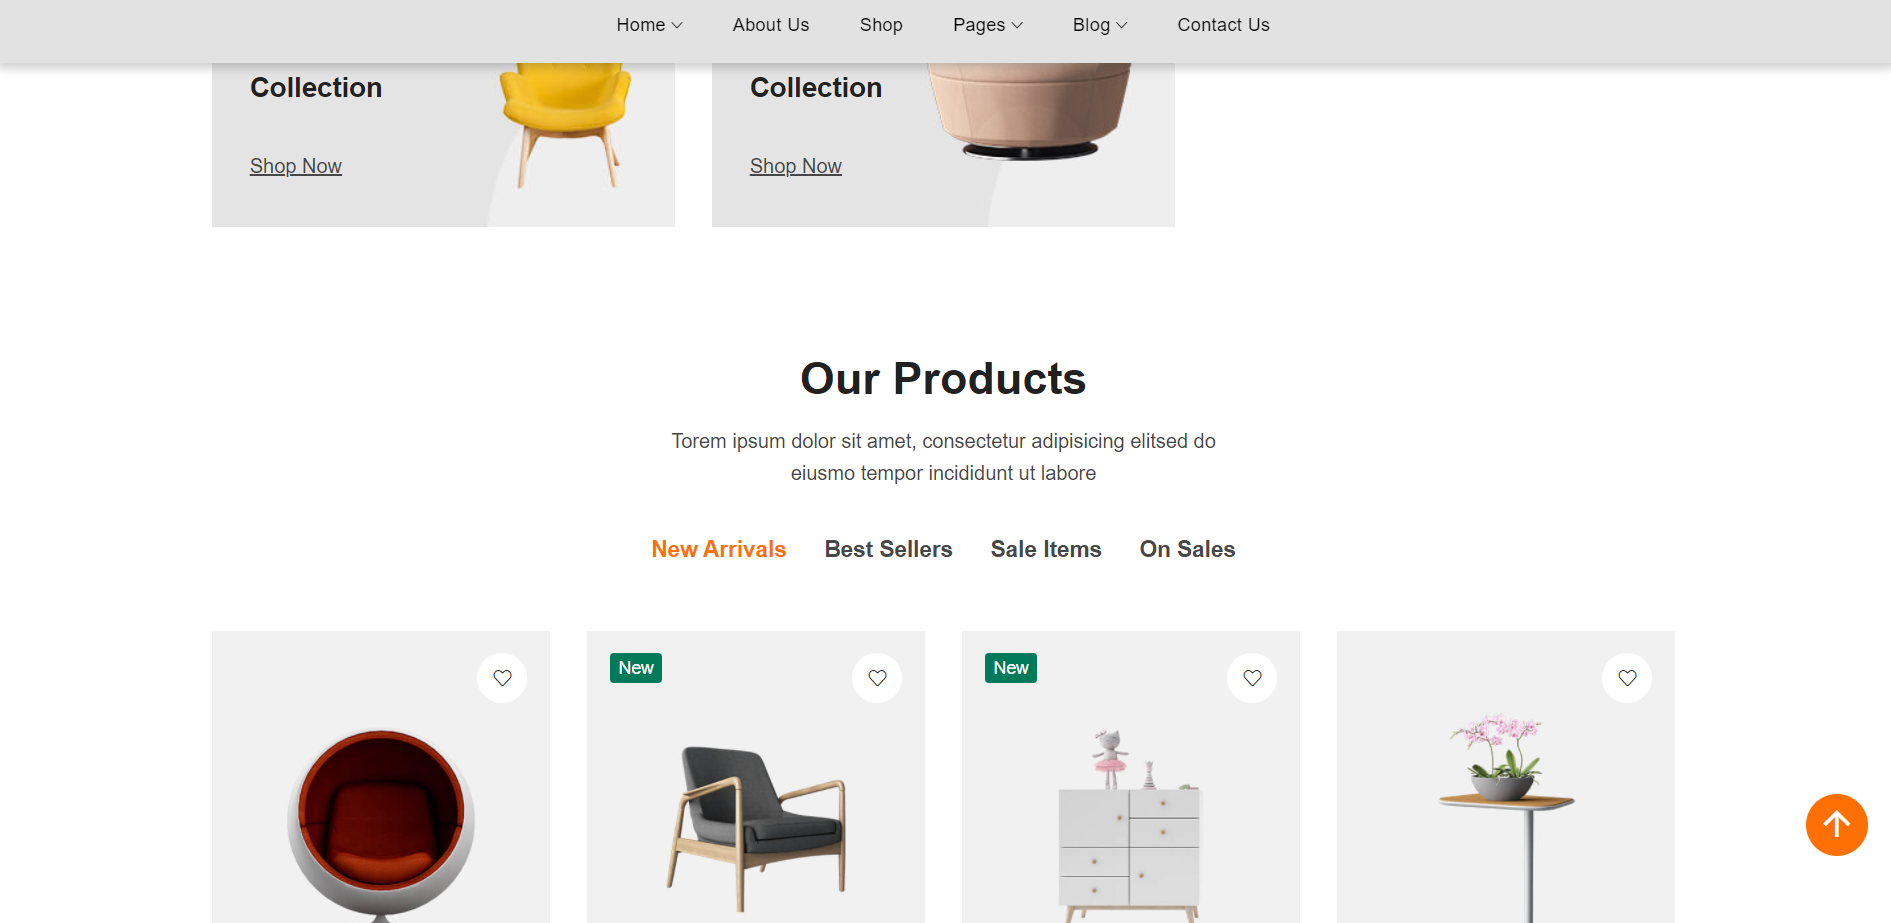 Home About Us Shop Pages Blog Contact Us
Collection
Shop Now
Collection
Shop Now
Our Products
Torem ipsum dolor sit amet, consectetur adipisicing elitsed do
eiusmo tempor incididunt ut labore
New Arrivals Best Sellers Sale Items On Sales
New
New